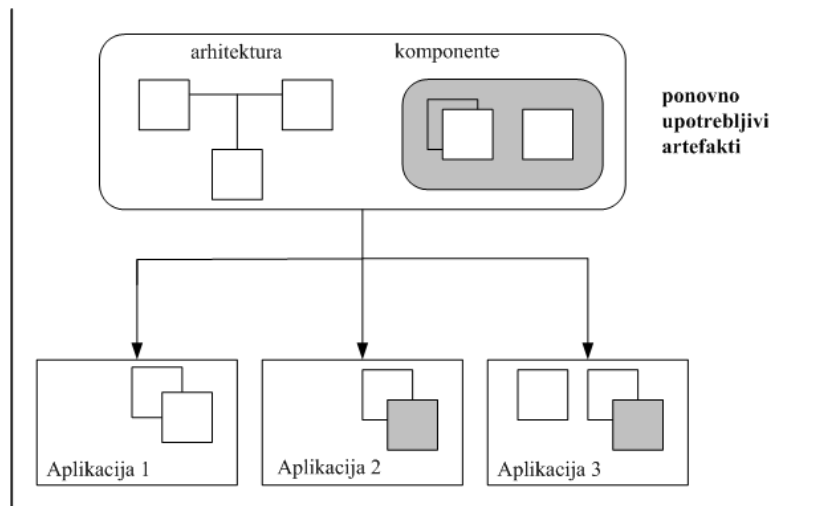 arhitektura
komponente
ponovno
upotrebljivi
artefakti
Aplikacija 1
Aplikacija 2
Aplikacija 3